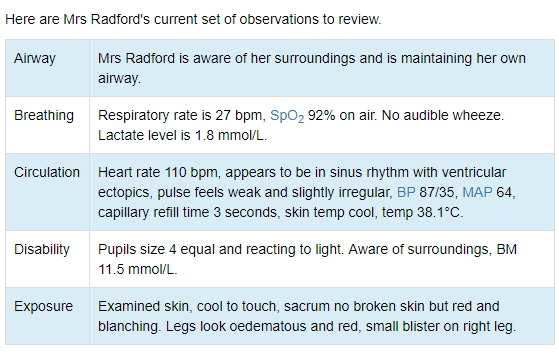 Here are Mrs Radford's current set of observations to review.
Airway
Mrs Radford is aware of her surroundings and is maintaining her own
airway.
Breathing
Respiratory rate is 27 bpm, SpO2 92% on air. No audible wheeze.
Lactate level is 1.8 mmol/L.
Circulation
Heart rate 110 bpm, appears to be in sinus rhythm with ventricular
ectopics, pulse feels weak and slightly irregular, BP 87/35, MAP 64,
capillary refill time 3 seconds, skin temp cool, temp 38.1°C.
Disability
Pupils size 4 equal and reacting to light. Aware of surroundings, BM
11.5 mmol/L.
Exposure
Examined skin, cool to touch, sacrum no broken skin but red and
blanching. Legs look oedematous and red, small blister on right leg.